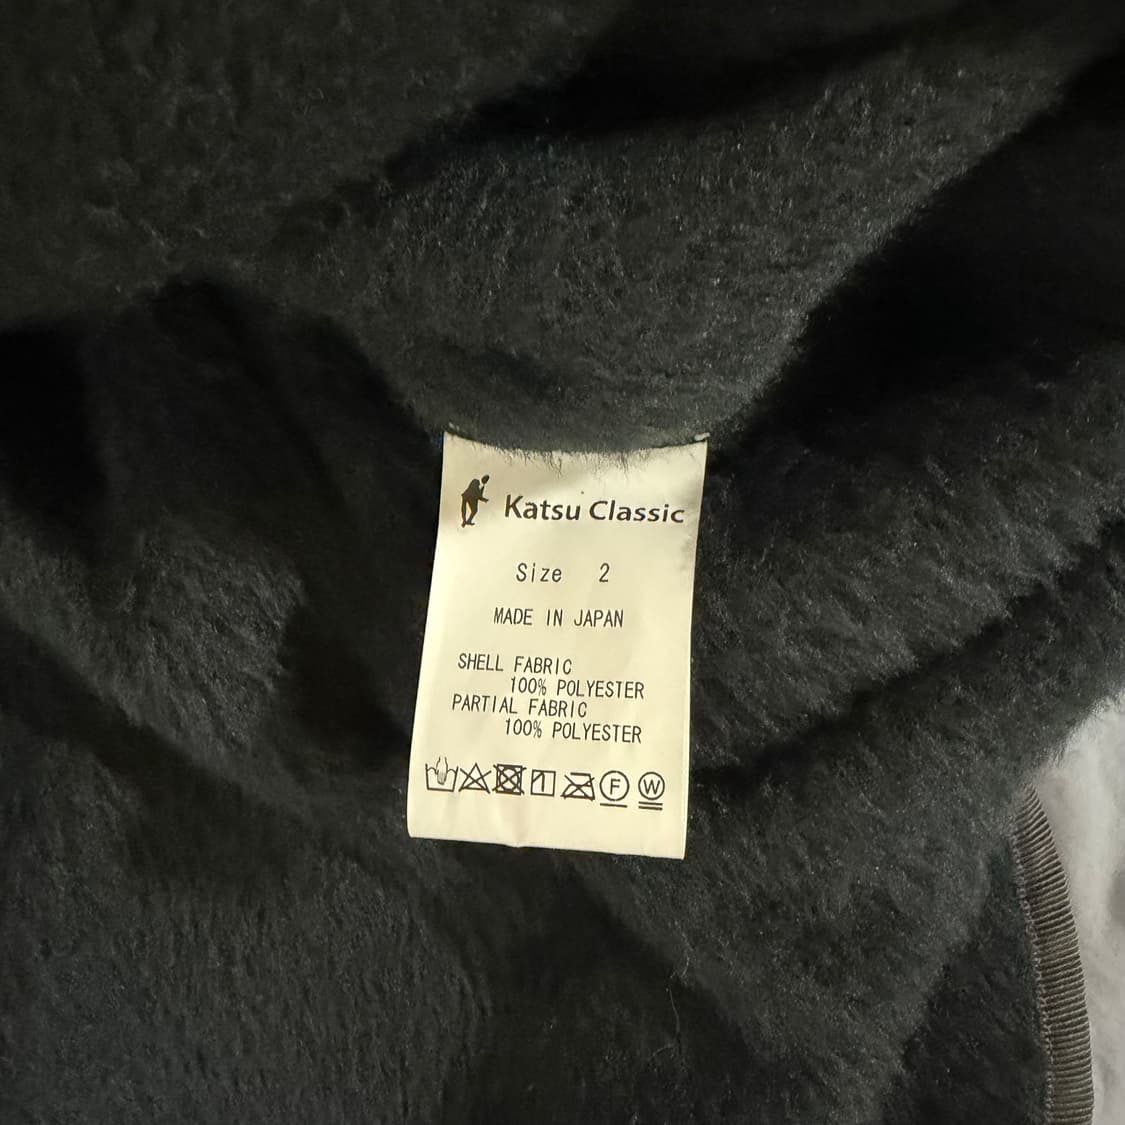 Katsu Classic
Size 2
MADE IN JAPAN
SHELL FABRIC
100% POLYESTER
PARTIAL FABRIC
100% POLYESTER
F W